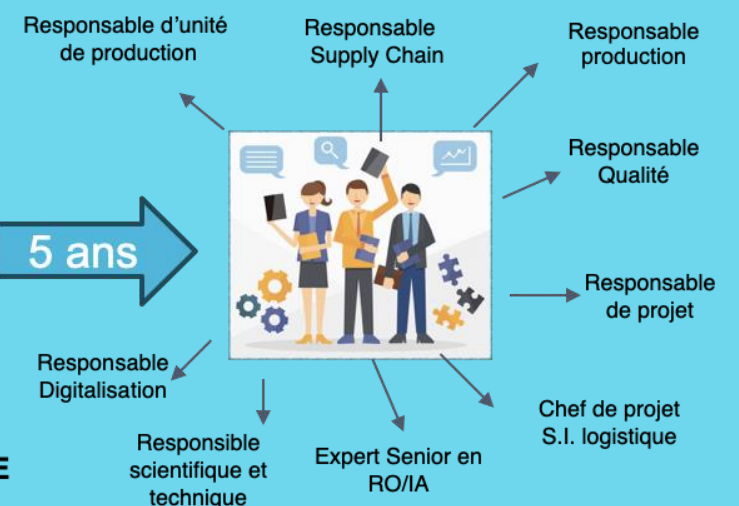 Responsable d'unité
de production
Responsable
Supply Chain
Responsable
production
Responsable
Qualité
5 ans
Responsable
de projet
Responsable
Digitalisation
Chef de projet
S.I. logistique
Responsible
scientifique et
technique
Expert Senior en
RO/IA
E